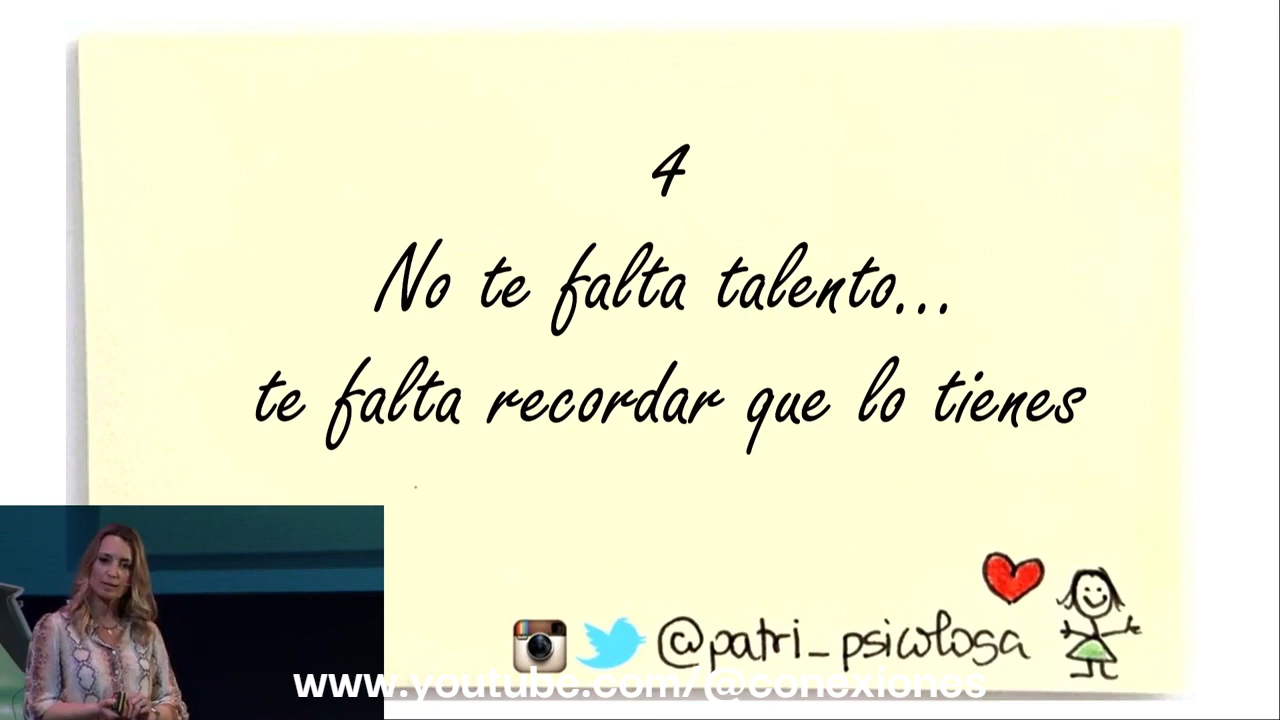 4
No te falta talento...
te falta recordar que lo tienes
@patri_psicologa
www.youtube.com/@conexiones